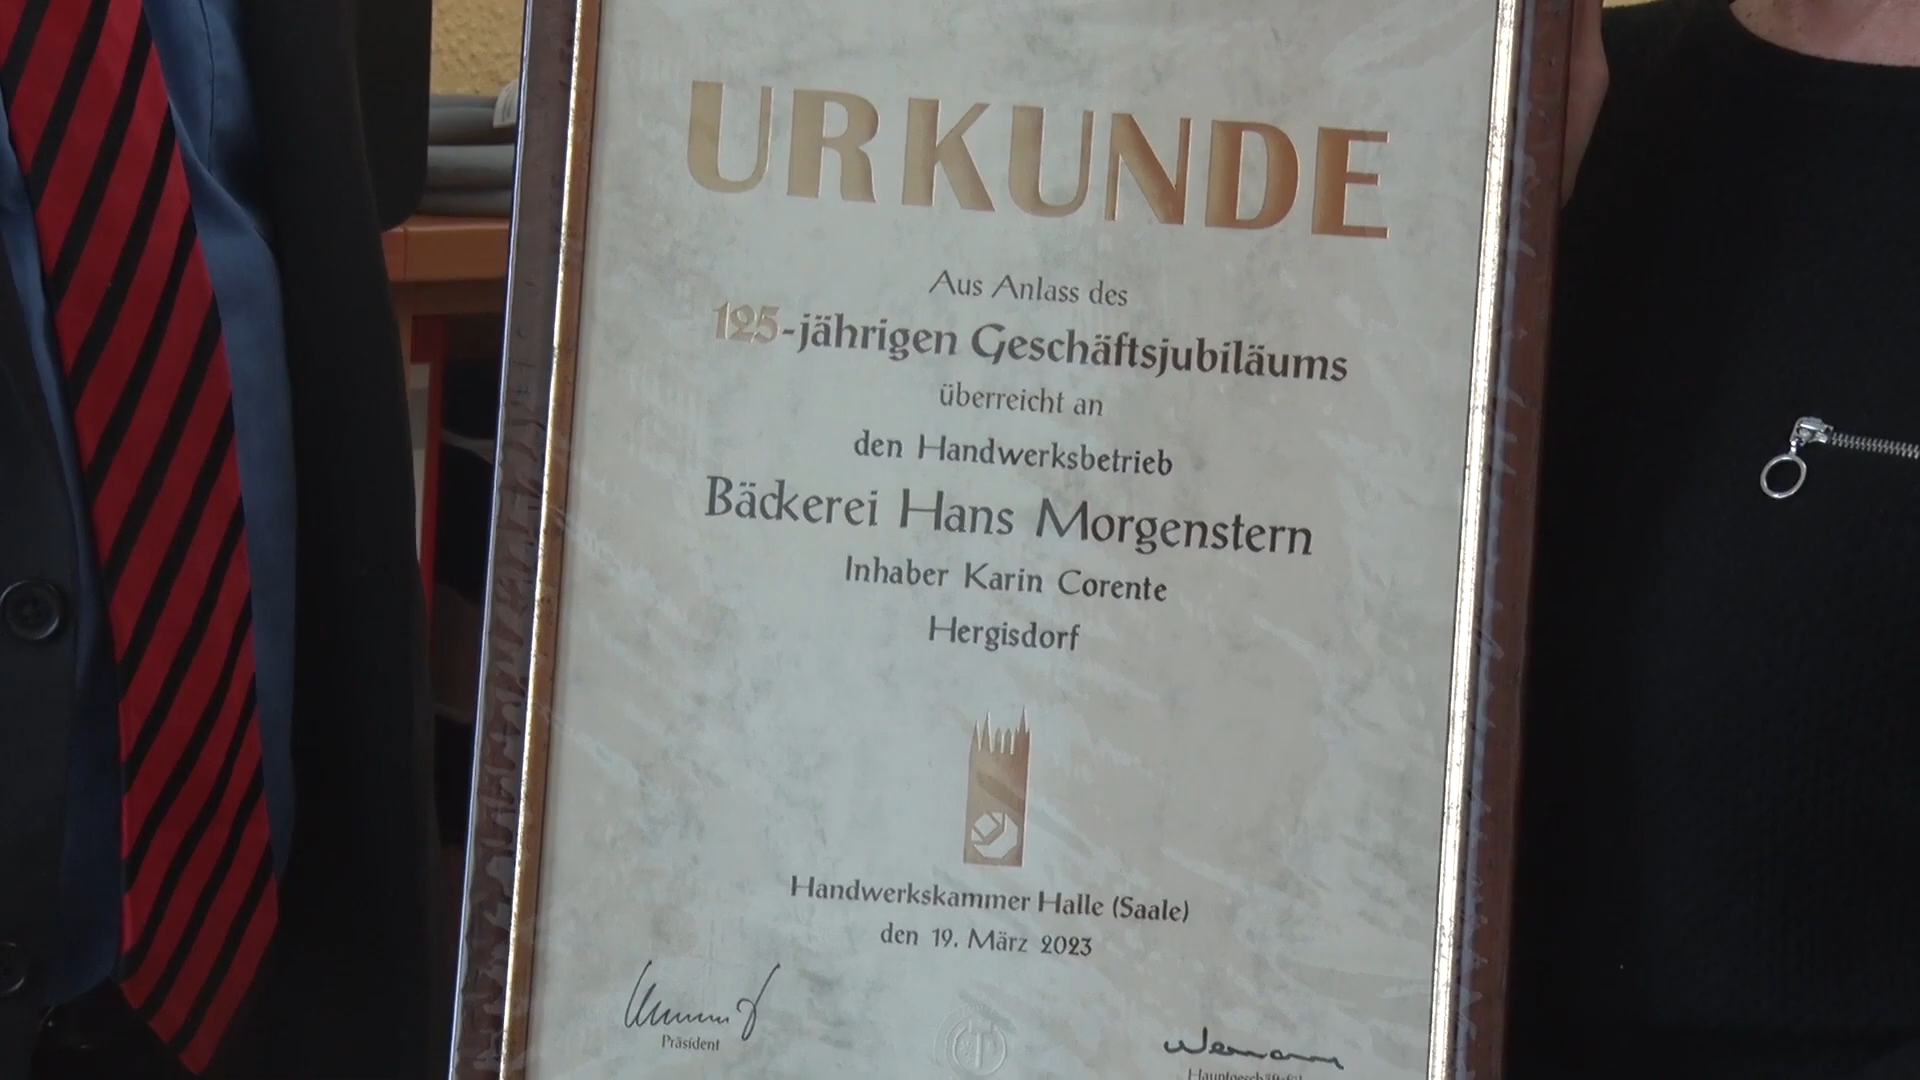 URKUNDE
Aus Anlass des
125-jährigen Geschäftsjubiläums
überreicht an
den Handwerksbetrieb
Bäckerei Hans Morgenstern
Inhaber Karin Corente
Hergisdorf
Handwerkskammer Halle (Saale)
den 19. März 2023
Präsident